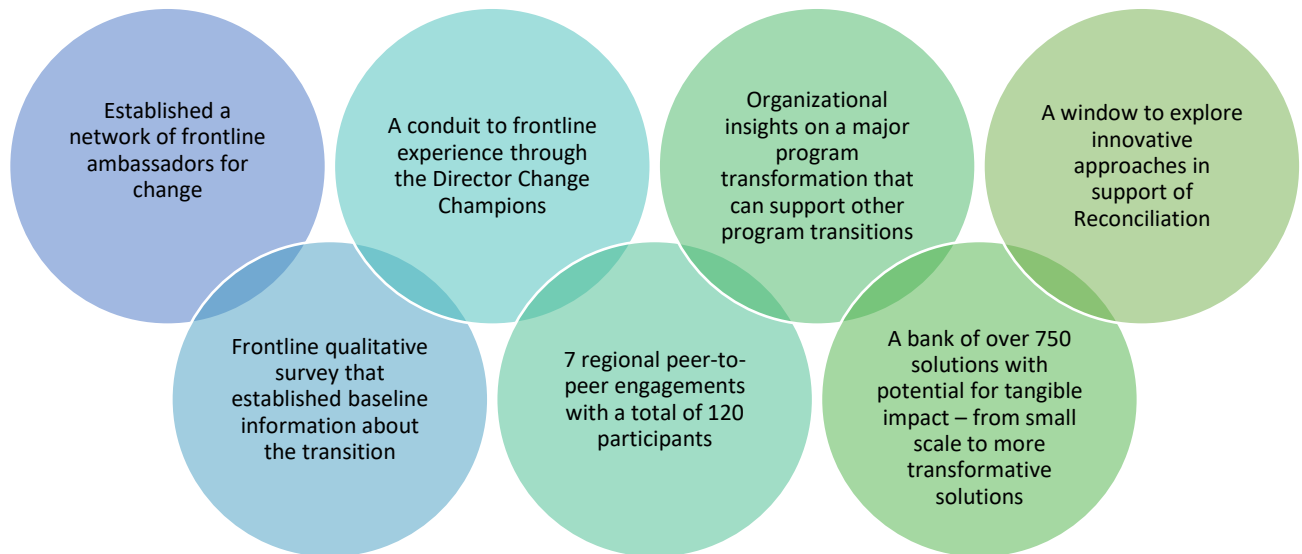 Established a
network of frontline
ambassadors for
change
Frontline qualitative
survey that
established baseline
information about
the transition
A conduit to frontline
experience through
the Director Change
Champions
7 regional peer-to-
peer engagements
with a total of 120
participants
Organizational
insights on a major
program
transformation that
can support other
program transitions
A bank of over 750
solutions with
potential for tangible
impact – from small
scale to more
transformative
solutions
A window to explore
innovative
approaches in
support of
Reconciliation